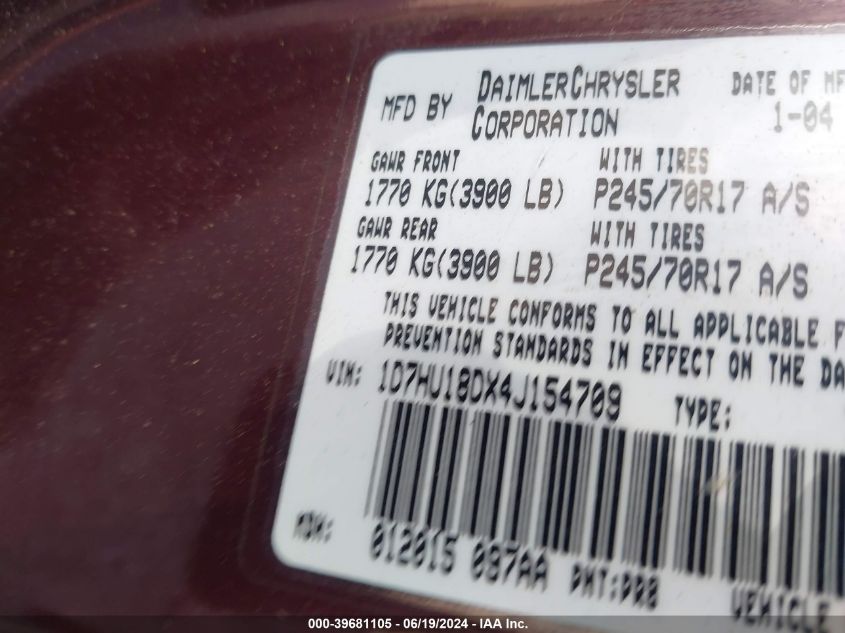 MFD BY DAIMLERCHRYSLER CORPORATION
DATE OF MF
1-04
GAWR FRONT WITH TIRES
1770 KG(3900 LB) P245/70R17 A/S
GAWR REAR WITH TIRES
1770 KG(3900 LB) P245/70R17 A/S
THIS VEHICLE CONFORMS TO ALL APPLICABLE F
PREVENTION STANDARDS IN EFFECT ON THE DA
VIN: 1D7HU18DX4J154709 TYPE:
MDH: 012015 097AA PNT:PR8 VEHICLE
000-39681105 - 06/19/2024 - IAA Inc.